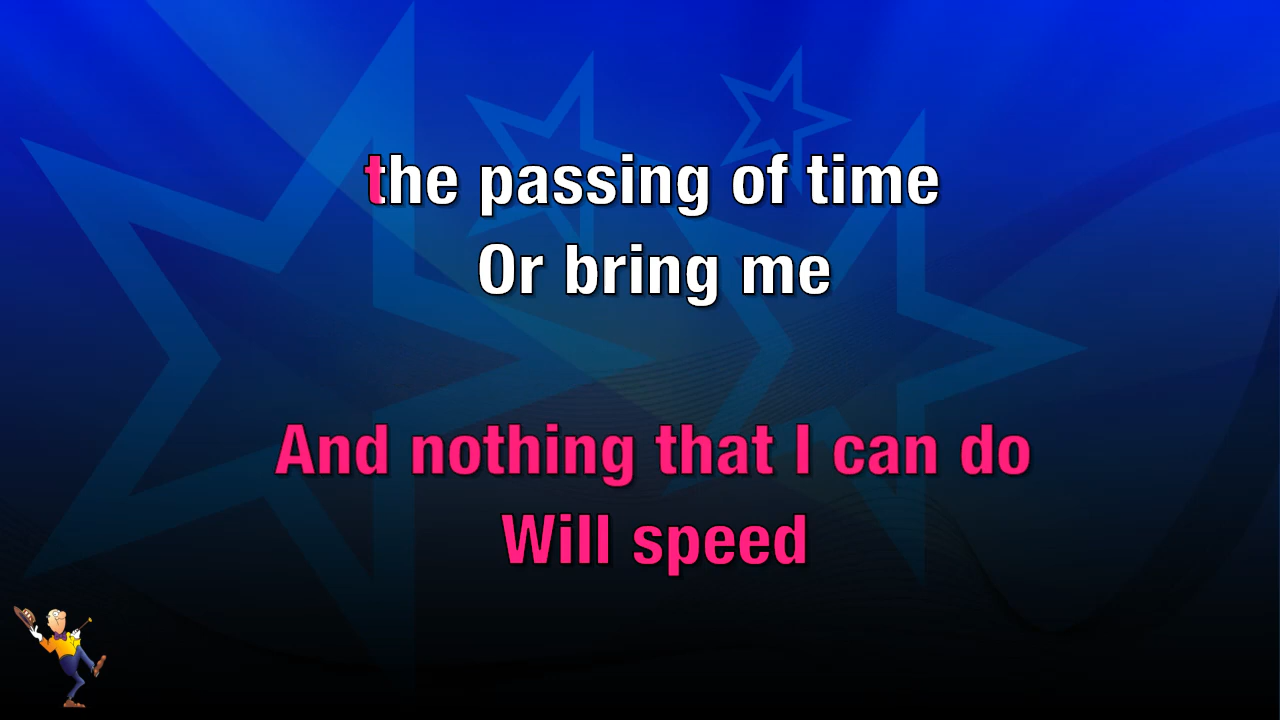 the passing of time
Or bring me
And nothing that I can do
Will speed